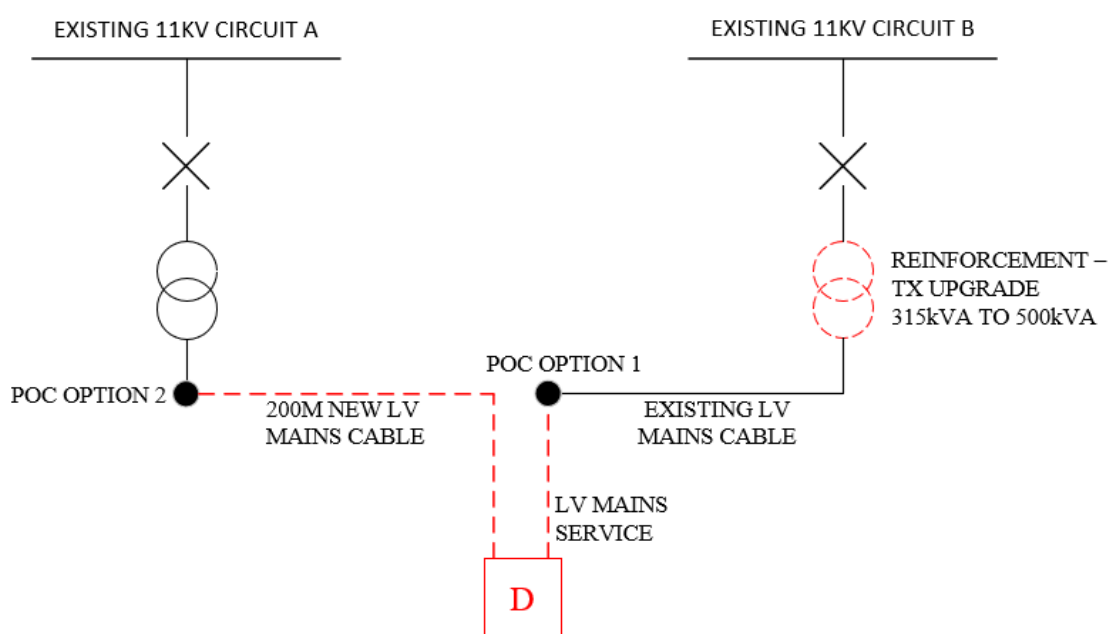 EXISTING 11KV CIRCUIT A
EXISTING 11KV CIRCUIT B
REINFORCEMENT –
TX UPGRADE
315kVA TO 500kVA
POC OPTION 1
POC OPTION 2
200M NEW LV
MAINS CABLE
EXISTING LV
MAINS CABLE
LV MAINS
SERVICE
D